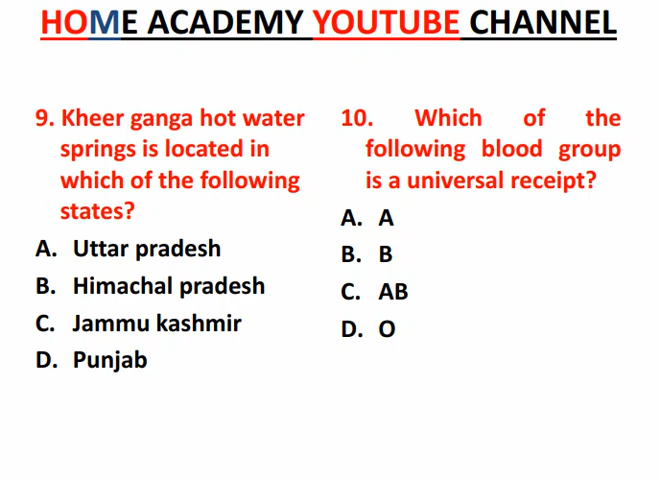 HOME ACADEMY YOUTUBE CHANNEL
9. Kheer ganga hot water
springs is located in
which of the following
states?
A. Uttar pradesh
B. Himachal pradesh
C. Jammu kashmir
D. Punjab
10. Which of the
following blood group
is a universal receipt?
A. A
B. B
C. AB
D. O